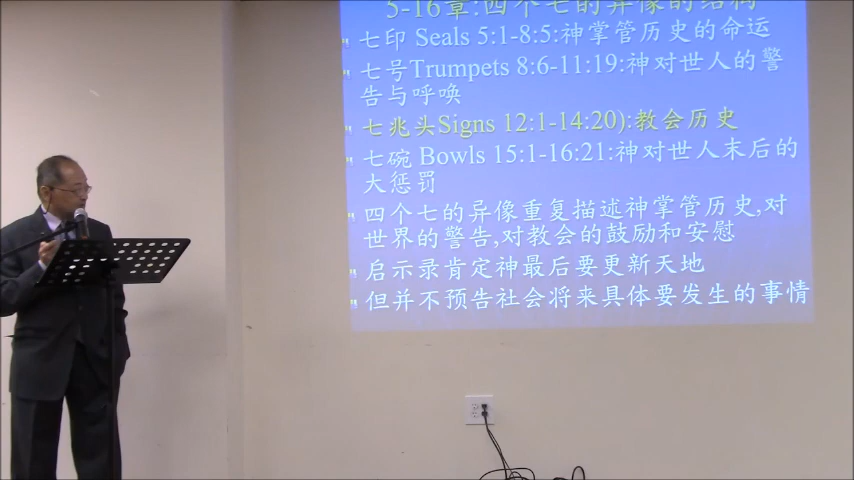 5-16章:四个七的异像的结构
七印 Seals 5:1-8:5:神掌管历史的命运
七号Trumpets 8:6-11:19:神对世人的警
告与呼唤
七兆头Signs 12:1-14:20):教会历史
七碗 Bowls 15:1-16:21:神对世人末后的
大惩罚
四个七的异像重复描述神掌管历史,对
世界的警告,对教会的鼓励和安慰
启示录肯定神最后要更新天地
但并不预告社会将来具体要发生的事情